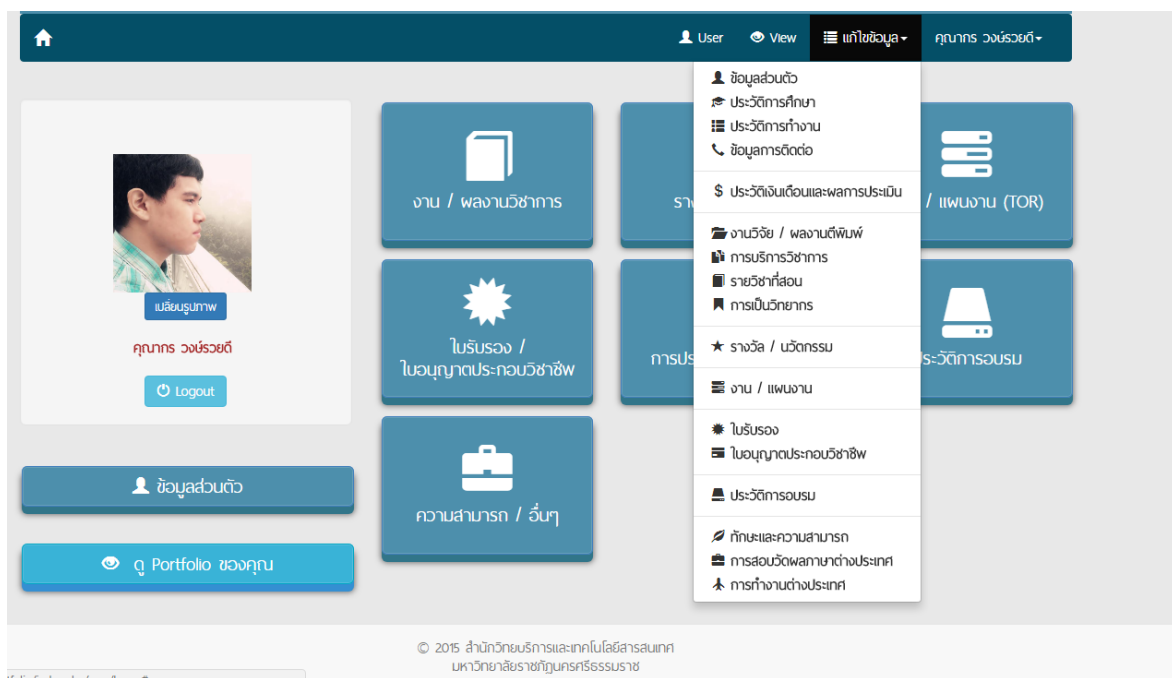 User View แก้ไขข้อมูล คุณากร วงษ์รวยดี
ข้อมูลส่วนตัว
ประวัติการศึกษา
ประวัติการทำงาน
ข้อมูลการติดต่อ
$ ประวัติเงินเดือนและผลการประเมิน
งานวิจัย / ผลงานตีพิมพ์
การบริการวิชาการ
รายวิชาที่สอน
การเป็นวิทยากร
รางวัล / นวัตกรรม
งาน / แผนงาน
ใบรับรอง
ใบอนุญาตประกอบวิชาชีพ
ประวัติการอบรม
ทักษะและความสามารถ
การสอบวัดผลภาษาต่างประเทศ
การทำงานต่างประเทศ
เปลี่ยนรูปภาพ
คุณากร วงษ์รวยดี
Logout
ข้อมูลส่วนตัว
ดู Portfolio ของคุณ
งาน / ผลงานวิชาการ
/ แผนงาน (TOR)
ใบรับรอง /
ใบอนุญาตประกอบวิชาชีพ
ความสามารถ / อื่นๆ
© 2015 สำนักวิทยบริการและเทคโนโลยีสารสนเทศ
มหาวิทยาลัยราชภัฏนครศรีธรรมราช